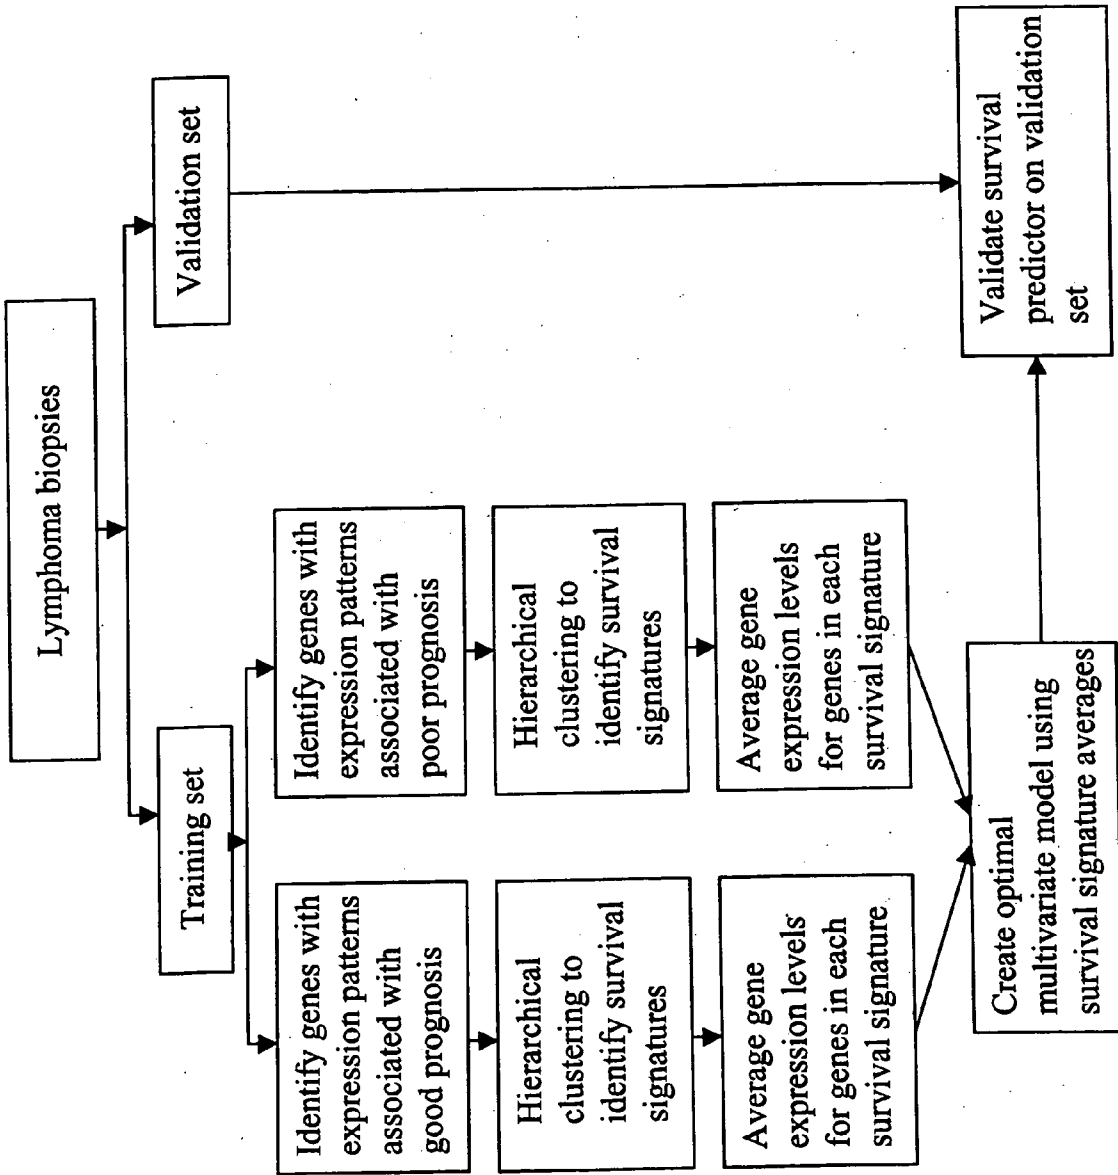 Lymphoma biopsies
Training set
Validation set
Identify genes with
expression patterns
associated with
good prognosis
Identify genes with
expression patterns
associated with
poor prognosis
Hierarchical
clustering to
identify survival
signatures
Hierarchical
clustering to
identify survival
signatures
Average gene
expression levels
for genes in each
survival signature
Average gene
expression levels
for genes in each
survival signature
Create optimal
multivariate model using
survival signature averages
Validate survival
predictor on validation
set